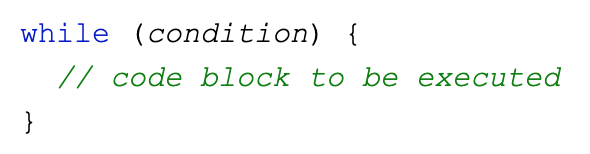 while (condition) {
  // code block to be executed
}